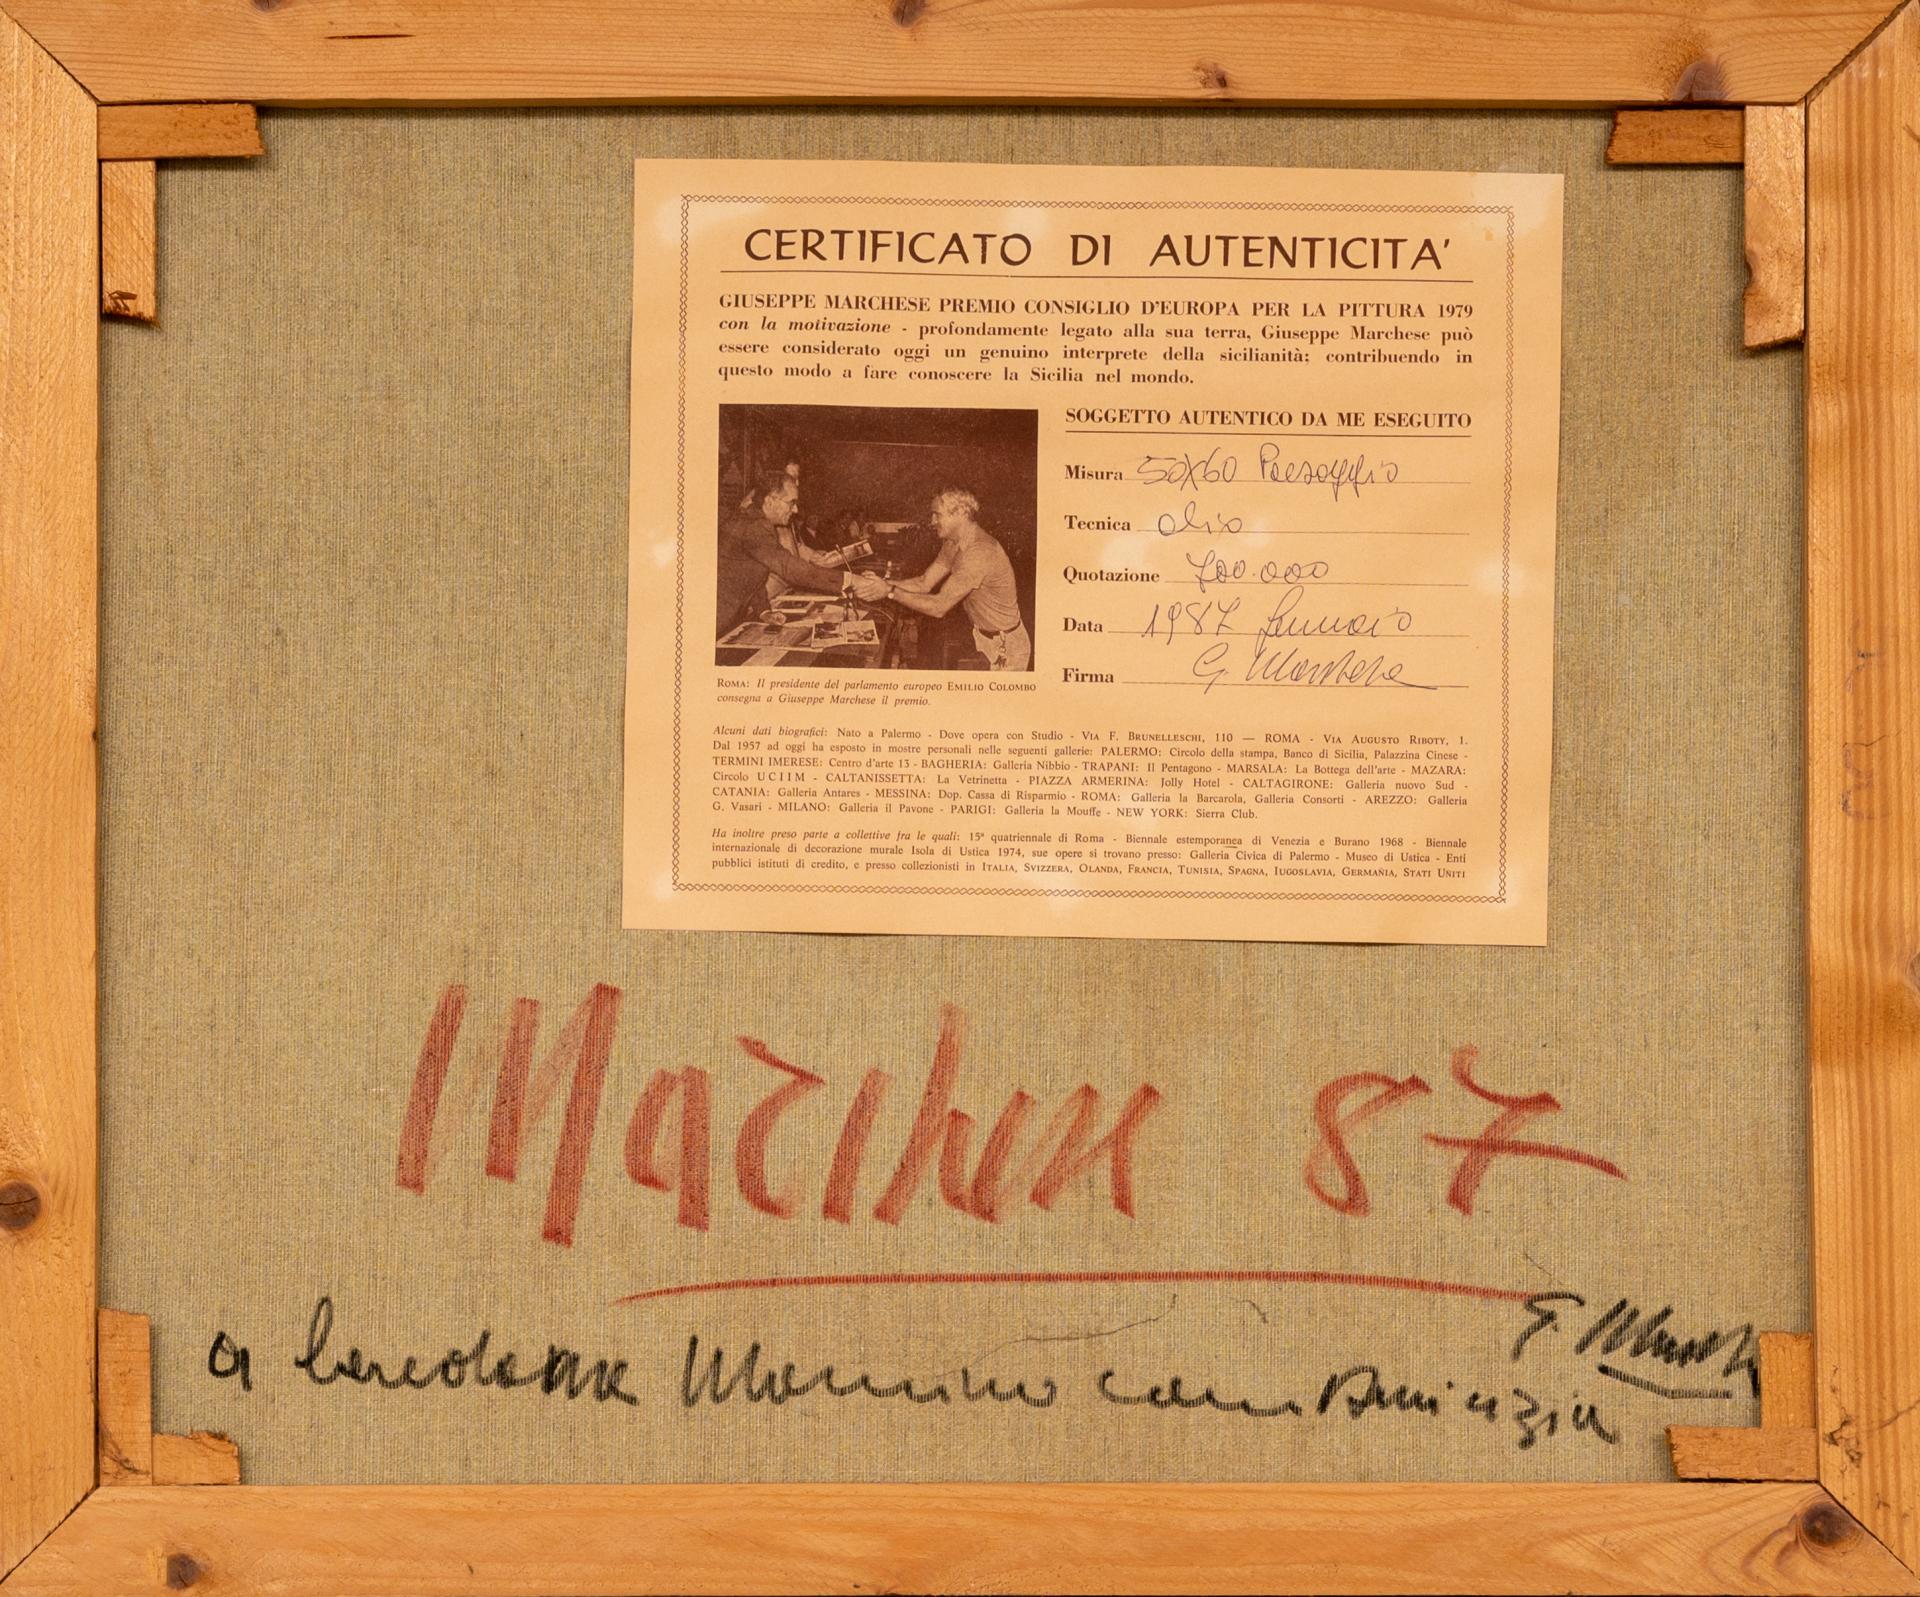 CERTIFICATO DI AUTENTICITA'
GIUSEPPE MARCHESE PREMIO CONSIGLIO D'EUROPA PER LA PITTURA 1979
con la motivazione - profondamente legato alla sua terra, Giuseppe Marchese può
essere considerato oggi un genuino interprete della sicilianità; contribuendo in
questo modo a fare conoscere la Sicilia nel mondo.
SOGGETTO AUTENTICO DA ME ESEGUITO
Misura 50x60 Paesaggio
Tecnica olio
Quotazione 700.000
Data 1987 Gennaio
Firma G. Marchese
ROMA: Il presidente del parlamento europeo EMILIO COLOMBO
consegna a Giuseppe Marchese il premio.
Alcuni dati biografici: Nato a Palermo - Dove opera con Studio - VIA F. BRUNELLESCHI, 110 — ROMA - VIA AUGUSTO RIBOTY, 1.
Dal 1957 ad oggi ha esposto in mostre personali nelle seguenti gallerie: PALERMO: Circolo della stampa, Banco di Sicilia, Palazzina Cinese -
TERMINI IMERESE: Centro d'arte 13 - BAGHERIA: Galleria Nibbio - TRAPANI: Il Pentagono - MARSALA: La Bottega dell'arte - MAZARA:
Circolo UCIIM - CALTANISSETTA: La Vetrinetta - PIAZZA ARMERINA: Jolly Hotel - CALTAGIRONE: Galleria nuovo Sud -
CATANIA: Galleria Antares - MESSINA: Dop. Cassa di Risparmio - ROMA: Galleria la Barcarola, Galleria Consorti - AREZZO: Galleria
G. Vasari - MILANO: Galleria il Pavone - PARIGI: Galleria la Mouffe - NEW YORK: Sierra Club.
Ha inoltre preso parte a collettive fra le quali: 15ª quatriennale di Roma - Biennale estemporanea di Venezia e Burano 1968 - Biennale
internazionale di decorazione murale Isola di Ustica 1974, sue opere si trovano presso: Galleria Civica di Palermo - Museo di Ustica - Enti
pubblici istituti di credito, e presso collezionisti in ITALIA, SVIZZERA, OLANDA, FRANCIA, TUNISIA, SPAGNA, IUGOSLAVIA, GERMANIA, STATI UNITI
Marchese 87
a Mannino con Amicizia
G. March